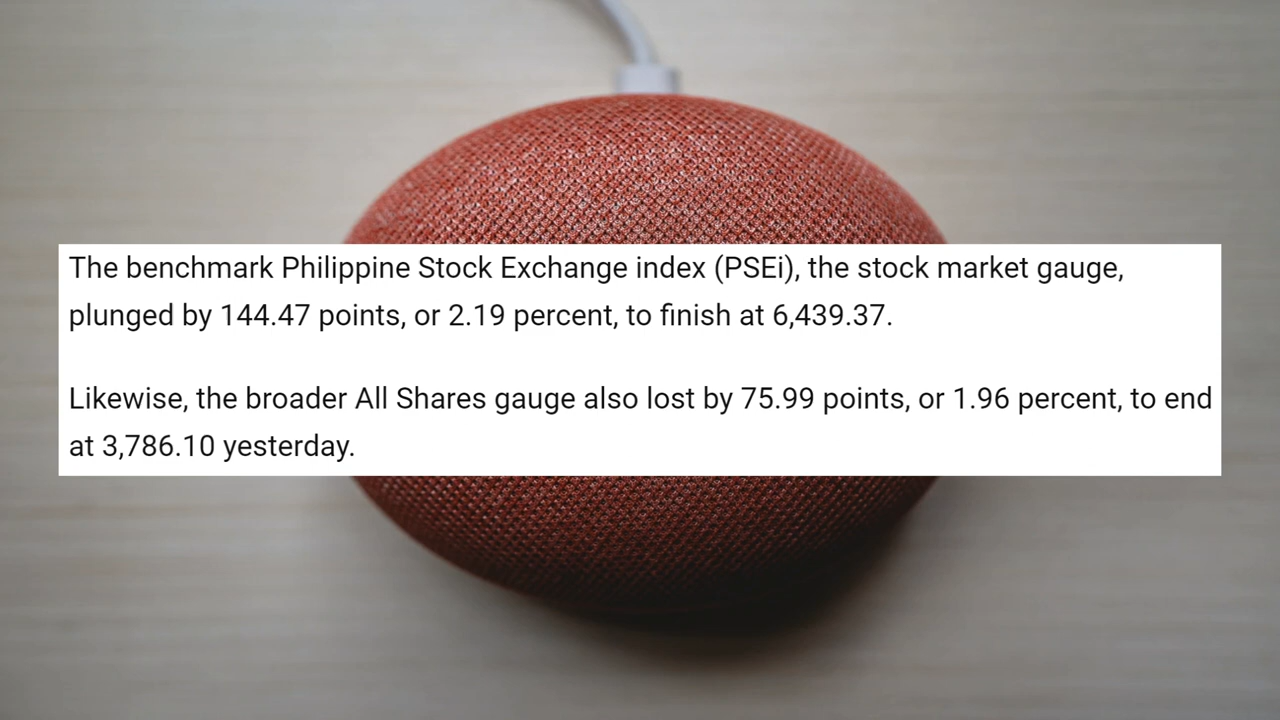 The benchmark Philippine Stock Exchange index (PSEi), the stock market gauge,
plunged by 144.47 points, or 2.19 percent, to finish at 6,439.37.
Likewise, the broader All Shares gauge also lost by 75.99 points, or 1.96 percent, to end
at 3,786.10 yesterday.